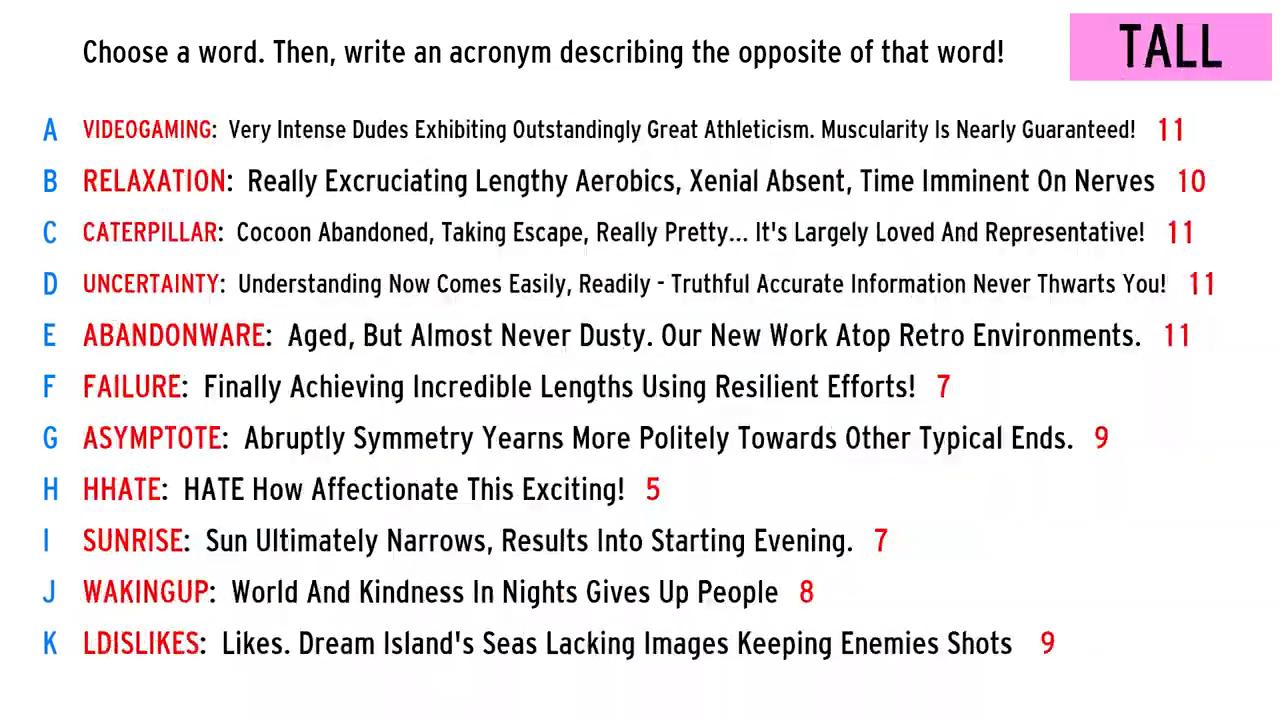 Choose a word. Then, write an acronym describing the opposite of that word!
TALL
A VIDEOGAMING: Very Intense Dudes Exhibiting Outstandingly Great Athleticism. Muscularity Is Nearly Guaranteed! 11
B RELAXATION: Really Excruciating Lengthy Aerobics, Xenial Absent, Time Imminent On Nerves 10
C CATERPILLAR: Cocoon Abandoned, Taking Escape, Really Pretty... It's Largely Loved And Representative! 11
D UNCERTAINTY: Understanding Now Comes Easily, Readily - Truthful Accurate Information Never Thwarts You! 11
E ABANDONWARE: Aged, But Almost Never Dusty. Our New Work Atop Retro Environments. 11
F FAILURE: Finally Achieving Incredible Lengths Using Resilient Efforts! 7
G ASYMPTOTE: Abruptly Symmetry Yearns More Politely Towards Other Typical Ends. 9
H HHATE: HATE How Affectionate This Exciting! 5
I SUNRISE: Sun Ultimately Narrows, Results Into Starting Evening. 7
J WAKINGUP: World And Kindness In Nights Gives Up People 8
K LDISLIKES: Likes. Dream Island's Seas Lacking Images Keeping Enemies Shots 9